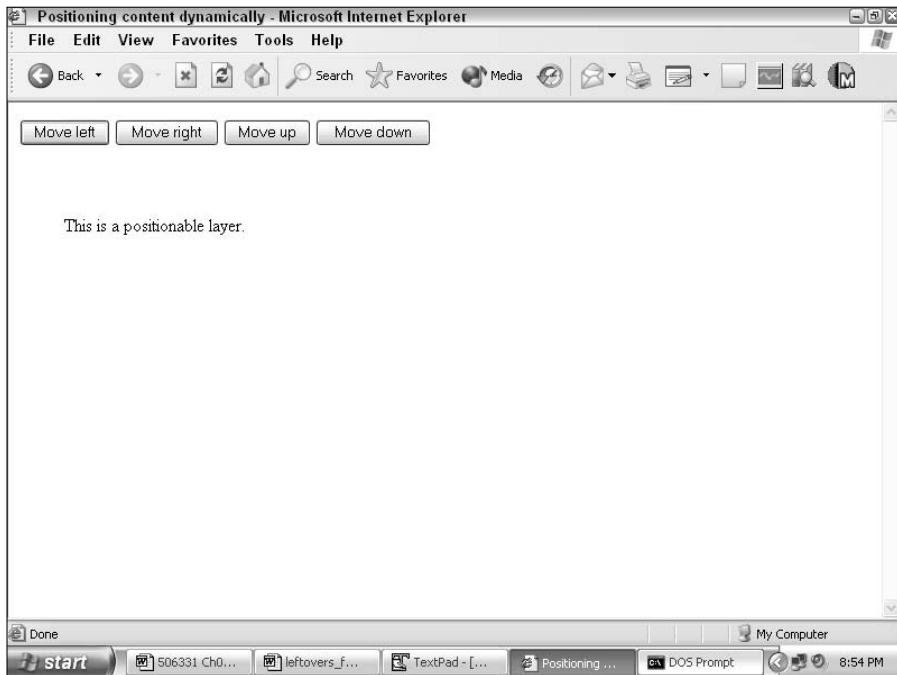 Positioning content dynamically - Microsoft Internet Explorer
File Edit View Favorites Tools Help
Back Search Favorites Media
Move left Move right Move up Move down
This is a positionable layer.
Done My Computer
start 506331 Ch0... leftovers_f... TextPad - [... Positioning ... DOS Prompt 8:54 PM